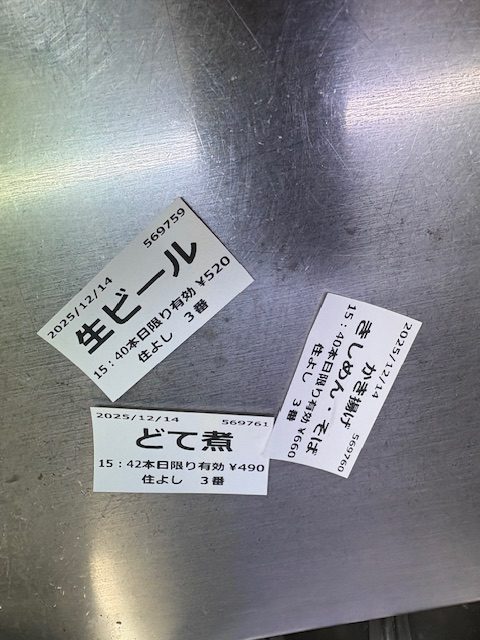 2025/12/14 569759
生ビール
15:40本日限り有効 ¥520
住よし 3番
2025/12/14 569760
かき揚げ
きしめん・そば
15:40本日限り有効 ¥660
住よし 3番
2025/12/14 569761
どて煮
15:42本日限り有効 ¥490
住よし 3番